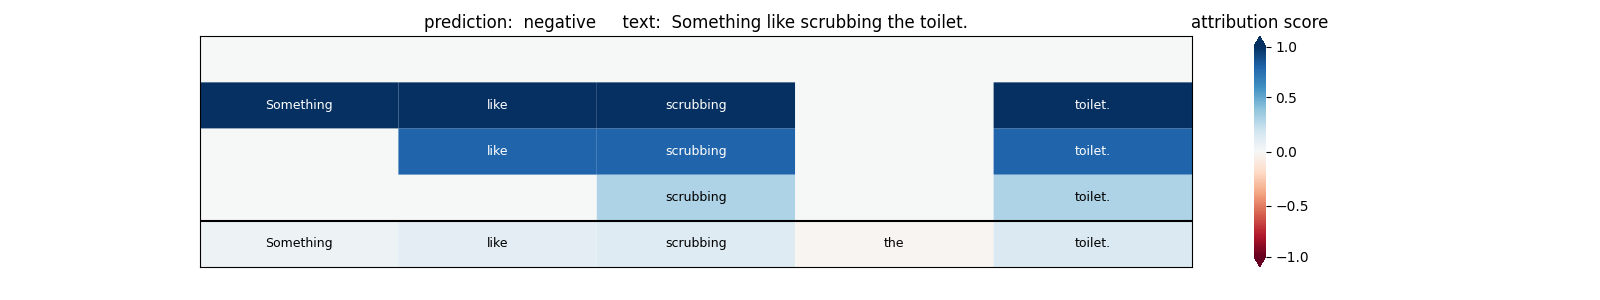 prediction:  negative     text:  Something like scrubbing the toilet.
attribution score
Something like scrubbing toilet.
like scrubbing toilet.
scrubbing toilet.
Something like scrubbing the toilet.
1.0
0.5
0.0
−0.5
−1.0